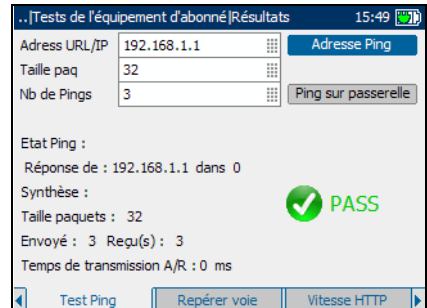 ..|Tests de l'équipement d'abonné|Résultats 15:49
Adress URL/IP 192.168.1.1 Adresse Ping
Taille paq 32
Nb de Pings 3 Ping sur passerelle
Etat Ping :
Réponse de : 192.168.1.1 dans 0
Synthèse :
PASS
Taille paquets : 32
Envoyé : 3 Reçu(s) : 3
Temps de transmission A/R : 0 ms
Test Ping Repérer voie Vitesse HTTP